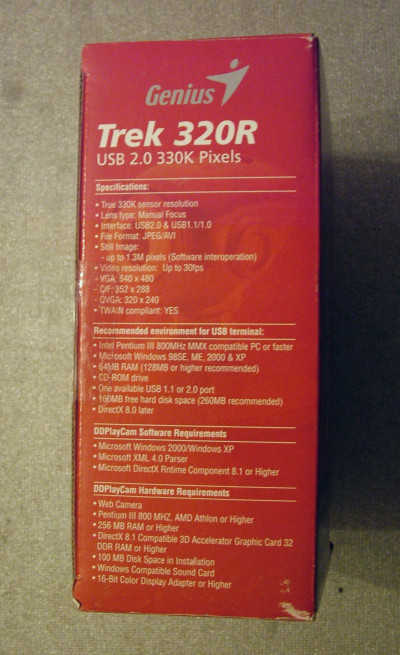 Genius
Trek 320R
USB 2.0 330K Pixels
Specifications:
• True 330K sensor resolution
• Lens type: Manual Focus
• Interface: USB2.0 & USB1.1/1.0
• File Format: JPEG/AVI
• Still Image:
- up to 1.3M pixels (Software interoperation)
• Video resolution: Up to 30fps
- VGA: 640 x 480
- CIF: 352 x 288
- QVGA: 320 x 240
• TWAIN compliant: YES
Recommended environment for USB terminal:
• Intel Pentium III 800MHz MMX compatible PC or faster
• Microsoft Windows 98SE, ME, 2000 & XP
• 64MB RAM (128MB or higher recommended)
• CD-ROM drive
• One available USB 1.1 or 2.0 port
• 160MB free hard disk space (260MB recommended)
• DirectX 8.0 later
DDPlayCam Software Requirements
• Microsoft Windows 2000/Windows XP
• Microsoft XML 4.0 Parser
• Microsoft DirectX Rntime Component 8.1 or Higher
DDPlayCam Hardware Requirements
• Web Camera
• Pentium III 800 MHZ, AMD Athlon or Higher
• 256 MB RAM or Higher
• DirectX 8.1 Compatible 3D Accelerator Graphic Card 32
DDR RAM or Higher
• 100 MB Disk Space in Installation
• Windows Compatible Sound Card
• 16-Bit Color Display Adapter or Higher